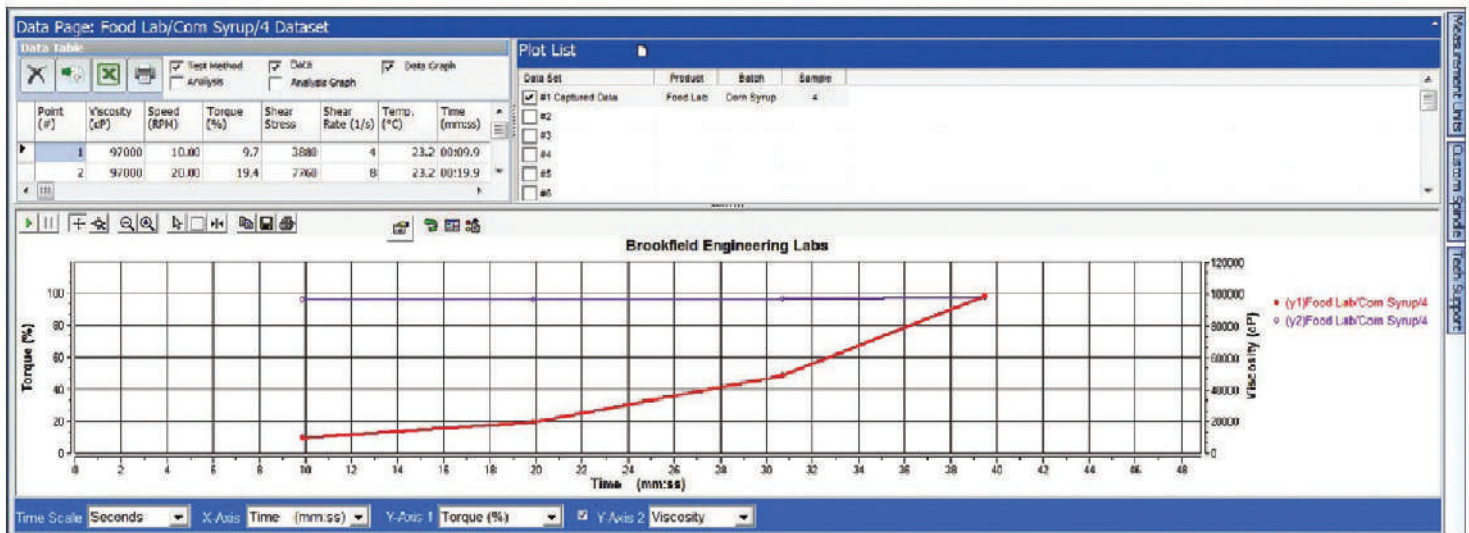 Data Page: Food Lab/Corn Syrup/4 Dataset
Data Table
Test Method Data Data Graph
Analysis Analysis Graph
Point (#) Viscosity (cP) Speed (RPM) Torque (%) Shear Stress Shear Rate (1/s) Temp. (°C) Time (mm:ss)
1 97000 10.00 9.7 3880 4 23.2 00:09.9
2 97000 20.00 19.4 7760 8 23.2 00:19.9
Plot List
Data Set Product Batch Sample
#1 Captured Data Food Lab Corn Syrup 4
#2
#3
#4
#5
#6
Measurement Units
Custom Spindle
Tech Support
Brookfield Engineering Labs
Torque (%)
100
80
60
40
20
0
120000
100000
80000
60000
40000
20000
0
Viscosity (cP)
(y1)Food Lab/Corn Syrup/4
(y2)Food Lab/Corn Syrup/4
0 2 4 6 8 10 12 14 16 18 20 22 24 26 28 30 32 34 36 38 40 42 44 46 48
Time (mm:ss)
Time Scale Seconds X-Axis Time (mm:ss) Y-Axis 1 Torque (%) Y-Axis 2 Viscosity